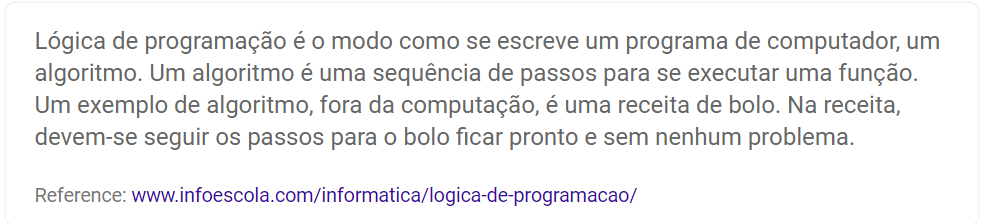 Lógica de programação é o modo como se escreve um programa de computador, um
algoritmo. Um algoritmo é uma sequência de passos para se executar uma função.
Um exemplo de algoritmo, fora da computação, é uma receita de bolo. Na receita,
devem-se seguir os passos para o bolo ficar pronto e sem nenhum problema.
Reference: www.infoescola.com/informatica/logica-de-programacao/